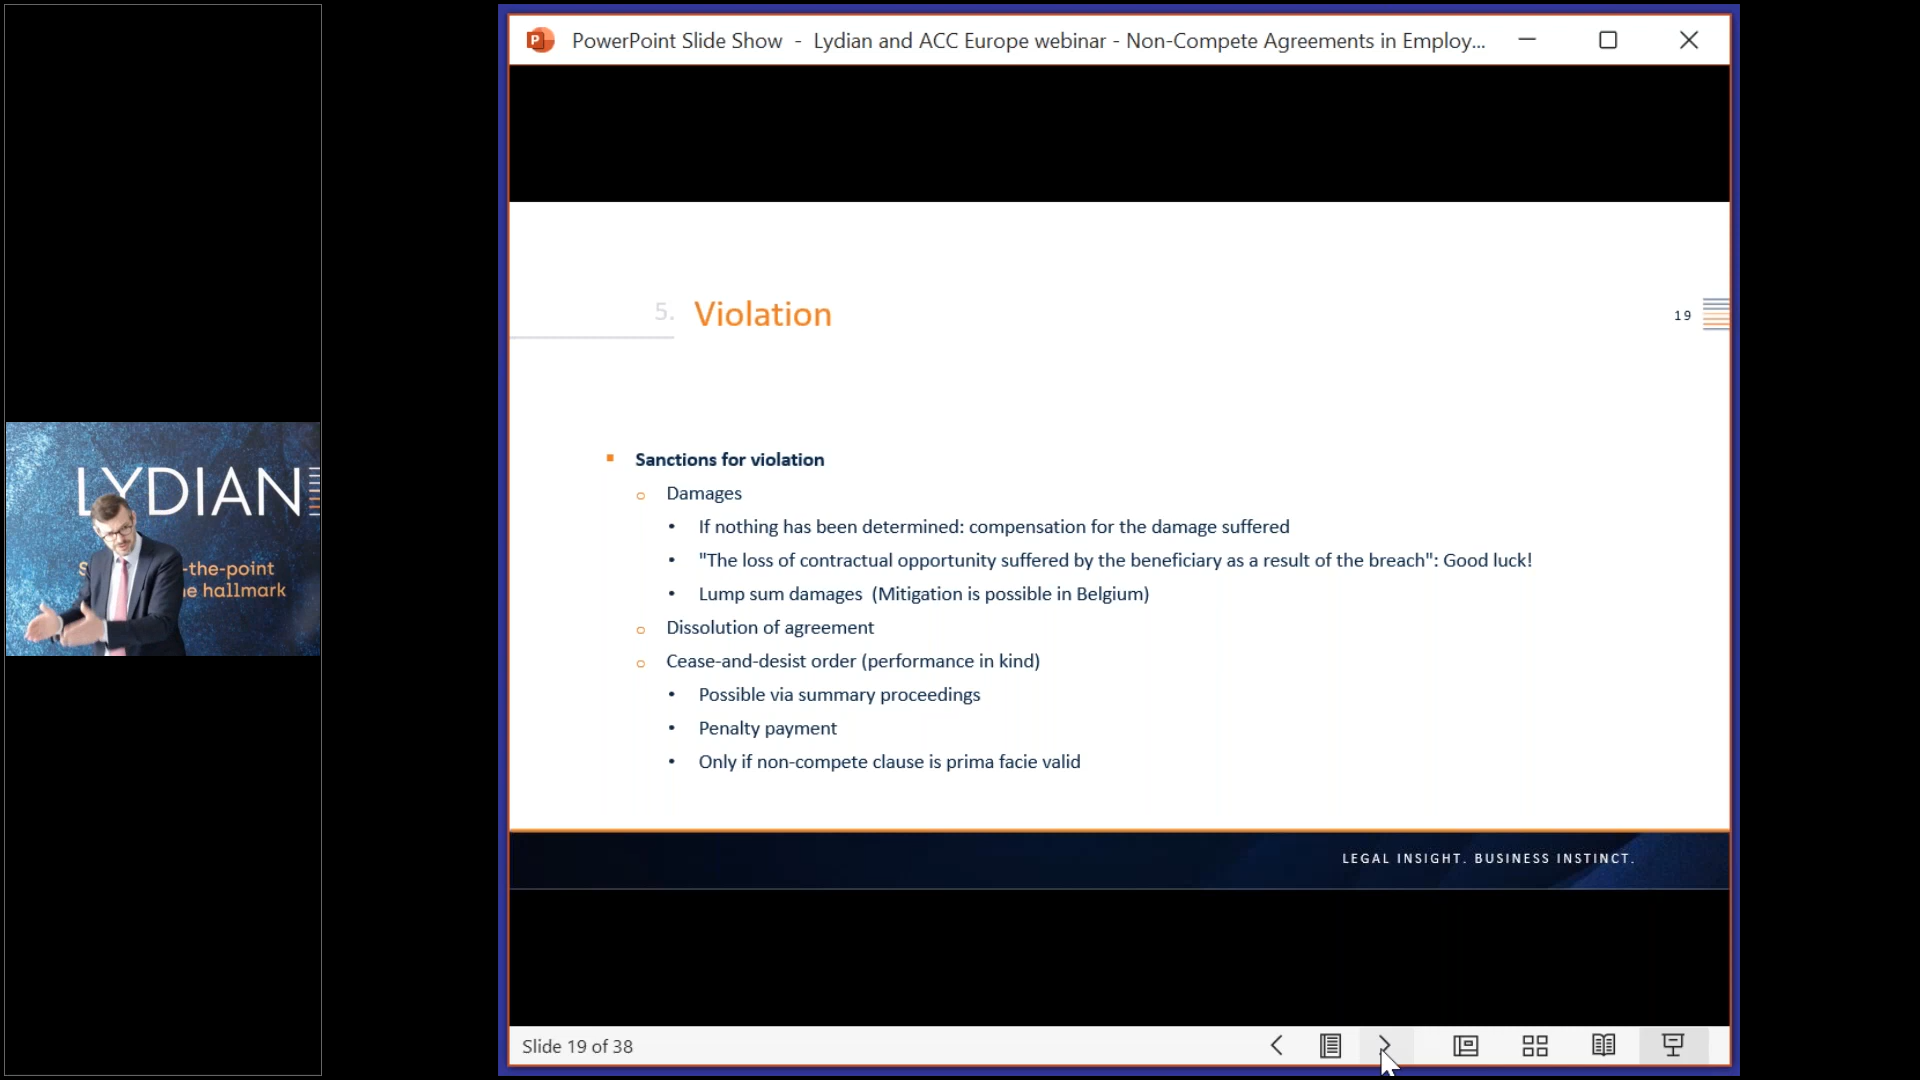 PowerPoint Slide Show - Lydian and ACC Europe webinar - Non-Compete Agreements in Employ...
5. Violation
19
Sanctions for violation
Damages
If nothing has been determined: compensation for the damage suffered
"The loss of contractual opportunity suffered by the beneficiary as a result of the breach": Good luck!
Lump sum damages (Mitigation is possible in Belgium)
Dissolution of agreement
Cease-and-desist order (performance in kind)
Possible via summary proceedings
Penalty payment
Only if non-compete clause is prima facie valid
LEGAL INSIGHT. BUSINESS INSTINCT.
Slide 19 of 38
LYDIAN
-the-point
hallmark